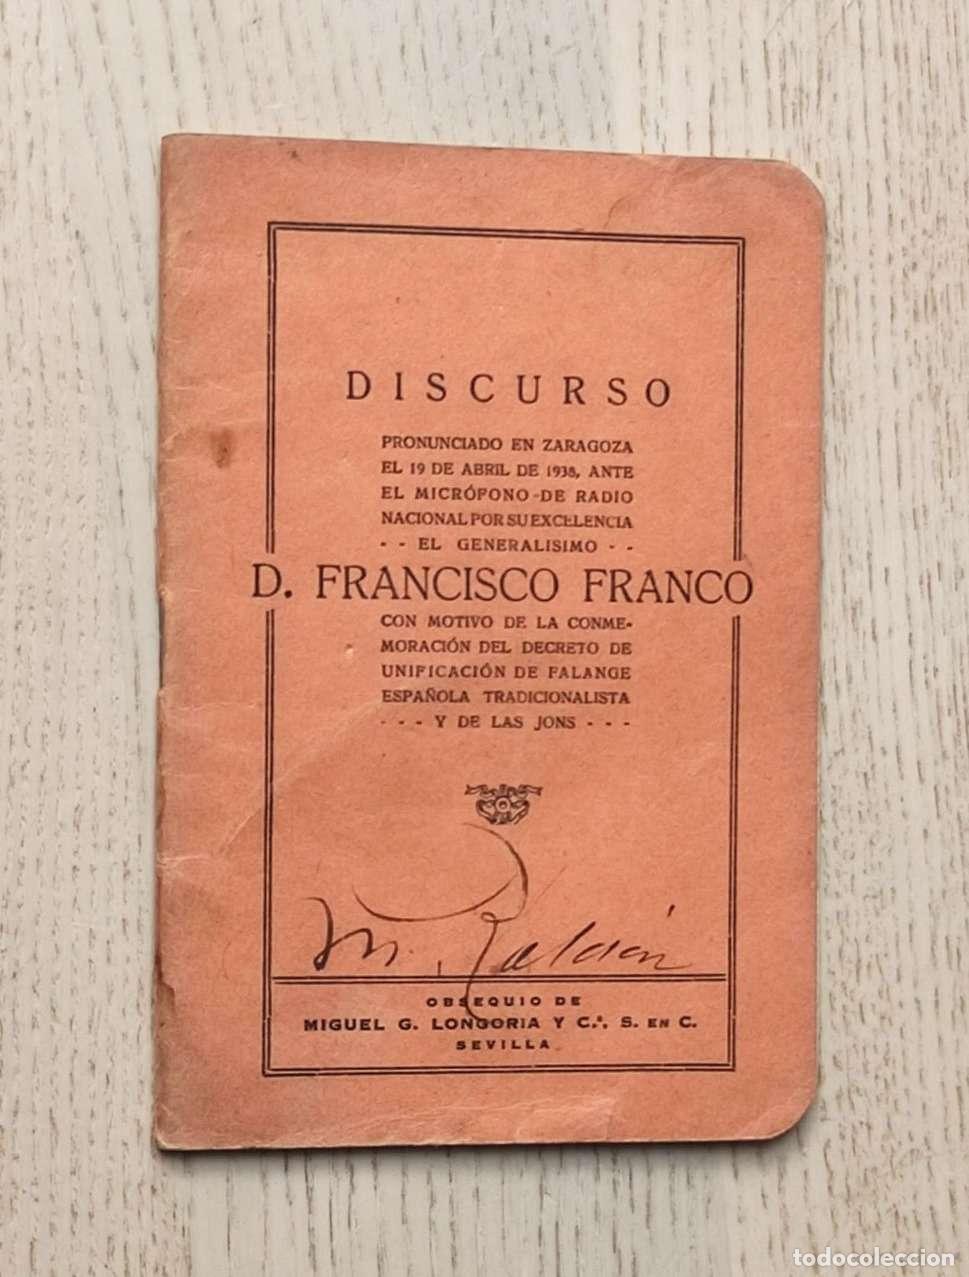 DISCURSO
PRONUNCIADO EN ZARAGOZA
EL 19 DE ABRIL DE 1938, ANTE
EL MICRÓFONO DE RADIO
NACIONAL POR SU EXCELENCIA
- - EL GENERALISIMO - -
D. FRANCISCO FRANCO
CON MOTIVO DE LA CONME-
MORACIÓN DEL DECRETO DE
UNIFICACIÓN DE FALANGE
ESPAÑOLA TRADICIONALISTA
- - - Y DE LAS JONS - - -
M.
OBSEQUIO DE
MIGUEL G. LONGORIA Y C.ª, S. EN C.
SEVILLA
todocoleccion